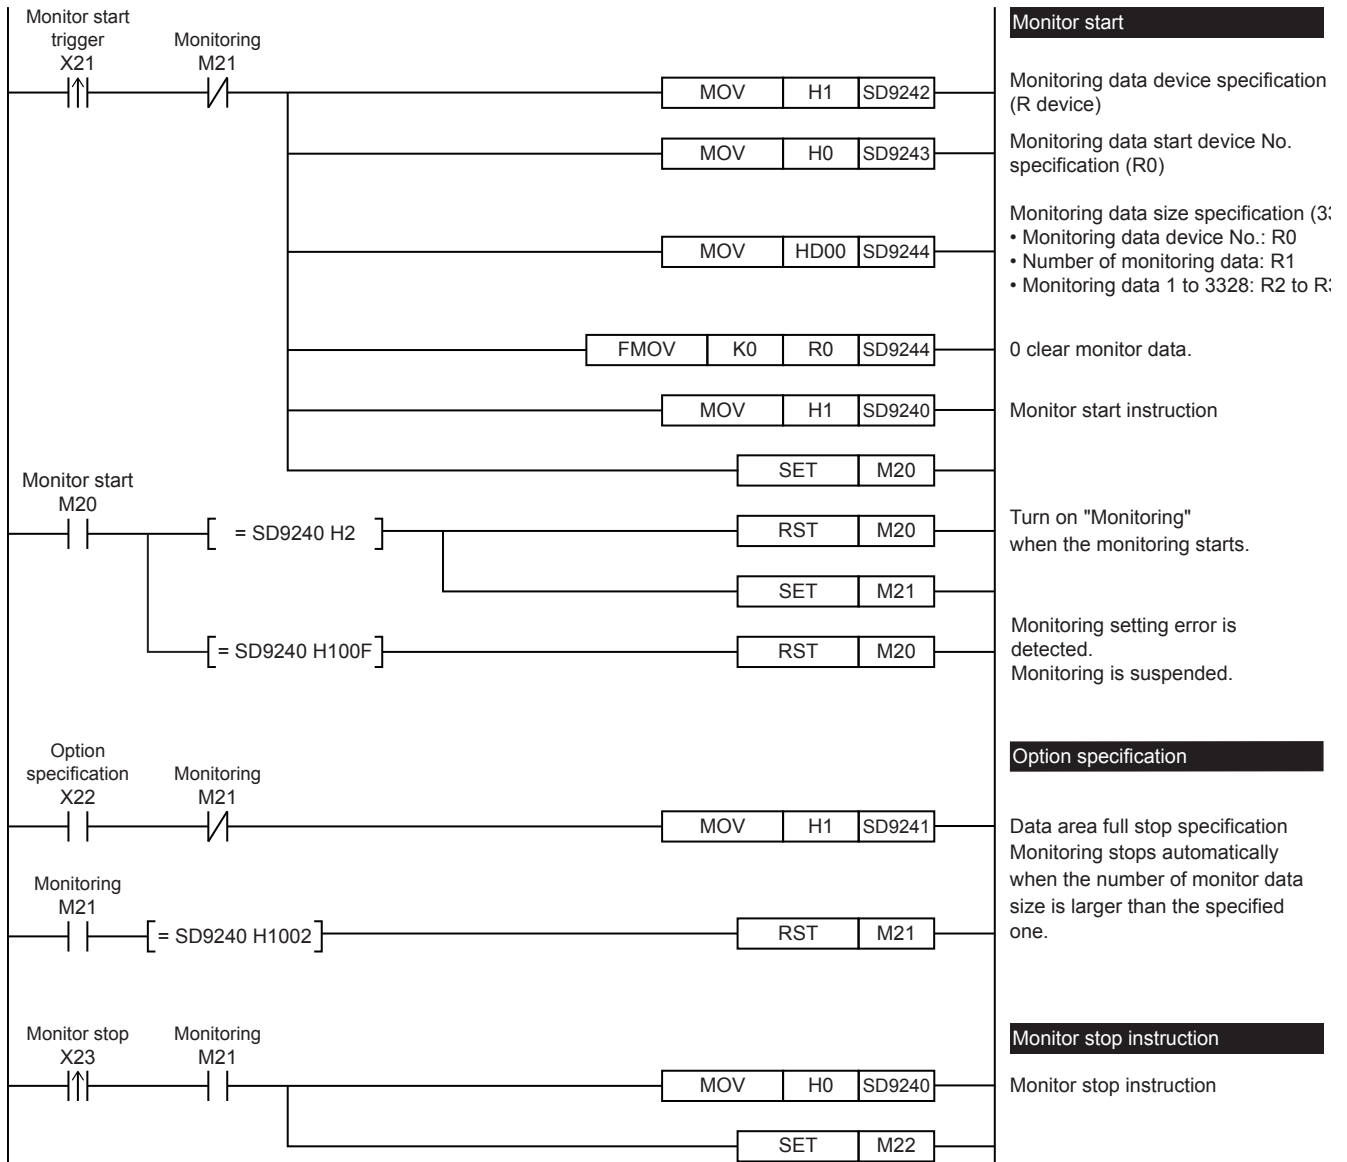 Monitor start
trigger
X21
Monitoring
M21
MOV H1 SD9242
MOV H0 SD9243
MOV HD00 SD9244
FMOV K0 R0 SD9244
MOV H1 SD9240
SET M20
Monitor start
Monitoring data device specification
(R device)
Monitoring data start device No.
specification (R0)
Monitoring data size specification
• Monitoring data device No.: R0
• Number of monitoring data: R1
• Monitoring data 1 to 3328: R2 to
0 clear monitor data.
Monitor start instruction
Monitor start
M20
= SD9240 H2
RST M20
SET M21
= SD9240 H100F
RST M20
Turn on "Monitoring"
when the monitoring starts.
Monitoring setting error is
detected.
Monitoring is suspended.
Option
specification
X22
Monitoring
M21
MOV H1 SD9241
Monitoring
M21
= SD9240 H1002
RST M21
Option specification
Data area full stop specification
Monitoring stops automatically
when the number of monitor data
size is larger than the specified
one.
Monitor stop
X23
Monitoring
M21
MOV H0 SD9240
SET M22
Monitor stop instruction
Monitor stop instruction